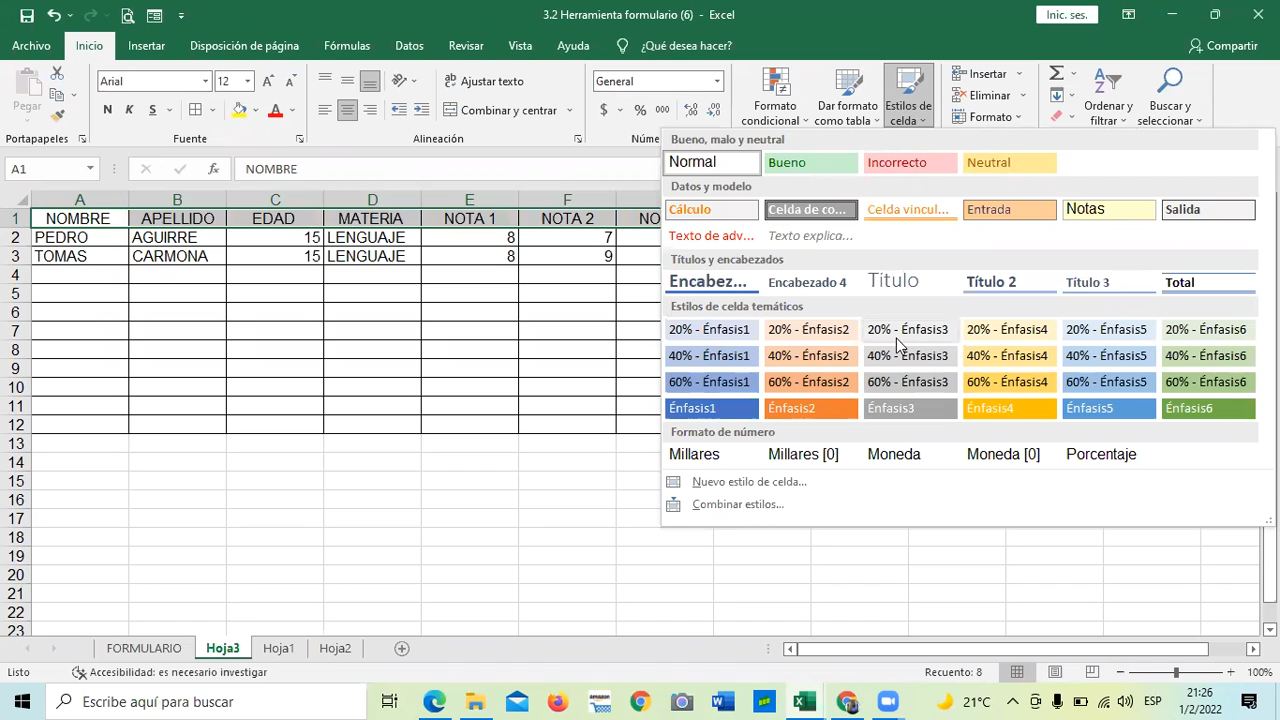 3.2 Herramienta formulario (6) - Excel
Inic. ses.
Archivo Inicio Insertar Disposición de página Fórmulas Datos Revisar Vista Ayuda ¿Qué desea hacer? Compartir
Pegar
Arial 12
N K S
Ajustar texto
Combinar y centrar
General
$ % 000
Formato condicional
Dar formato como tabla
Estilos de celda
Insertar
Eliminar
Formato
Ordenar y filtrar
Buscar y seleccionar
Portapapeles Fuente Alineación Número
A1 NOMBRE
Bueno, malo y neutral
Normal Bueno Incorrecto Neutral
Datos y modelo
Cálculo Celda de co... Celda vincul... Entrada Notas Salida
Texto de adv... Texto explica...
Títulos y encabezados
Encabez... Encabezado 4 Título Título 2 Título 3 Total
Estilos de celda temáticos
20% - Énfasis1 20% - Énfasis2 20% - Énfasis3 20% - Énfasis4 20% - Énfasis5 20% - Énfasis6
40% - Énfasis1 40% - Énfasis2 40% - Énfasis3 40% - Énfasis4 40% - Énfasis5 40% - Énfasis6
60% - Énfasis1 60% - Énfasis2 60% - Énfasis3 60% - Énfasis4 60% - Énfasis5 60% - Énfasis6
Énfasis1 Énfasis2 Énfasis3 Énfasis4 Énfasis5 Énfasis6
Formato de número
Millares Millares [0] Moneda Moneda [0] Porcentaje
Nuevo estilo de celda...
Combinar estilos...
A B C D E F
1 NOMBRE APELLIDO EDAD MATERIA NOTA 1 NOTA 2 NO
2 PEDRO AGUIRRE 15 LENGUAJE 8 7
3 TOMAS CARMONA 15 LENGUAJE 8 9
4
5
6
7
8
9
10
11
12
13
14
15
16
17
18
19
20
21
22
23
FORMULARIO Hoja3 Hoja1 Hoja2
Listo Accesibilidad: es necesario investigar Recuento: 8 100%
Escribe aquí para buscar 21°C ESP 21:26
1/2/2022